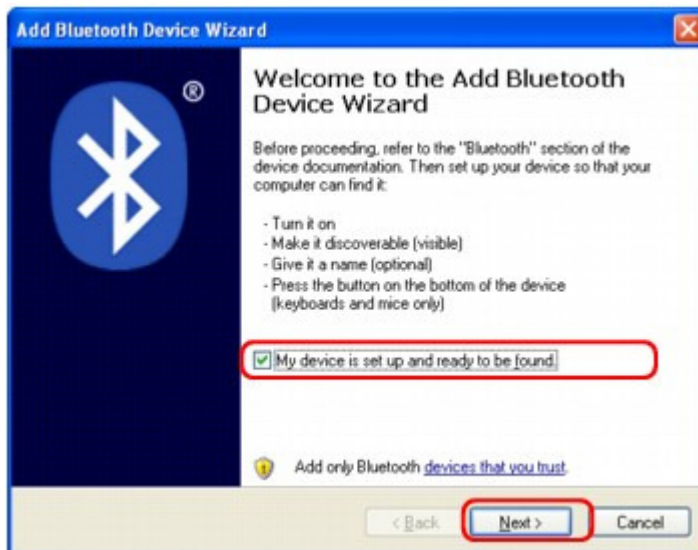 Add Bluetooth Device Wizard
®
Welcome to the Add Bluetooth
Device Wizard
Before proceeding, refer to the "Bluetooth" section of the
device documentation. Then set up your device so that your
computer can find it:
- Turn it on
- Make it discoverable (visible)
- Give it a name (optional)
- Press the button on the bottom of the device
(keyboards and mice only)
My device is set up and ready to be found.
Add only Bluetooth devices that you trust.
< Back
Next >
Cancel